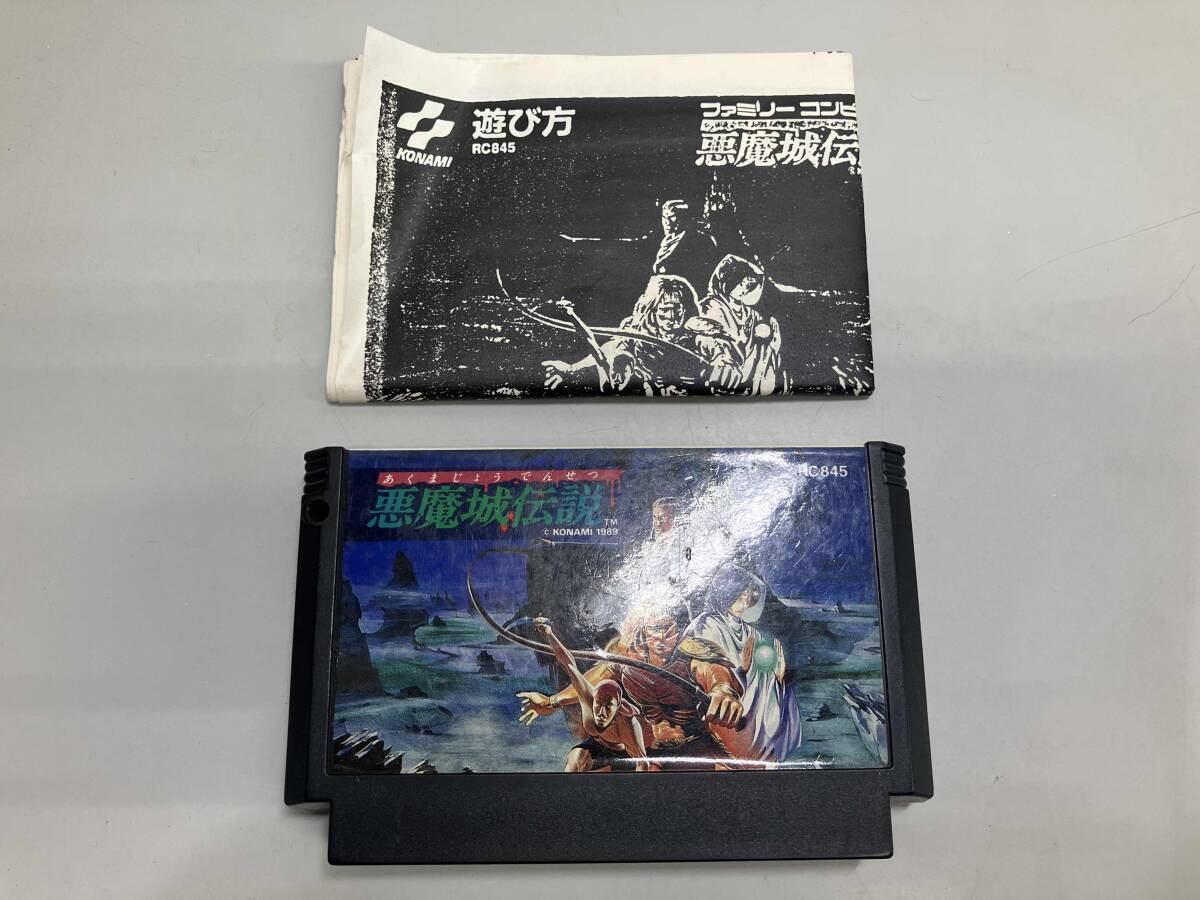 KONAMI
遊び方
RC845
ファミリーコンピ
悪魔城伝
RC845
あくまじょうでんせつ
悪魔城伝説
TM
© KONAMI 1989